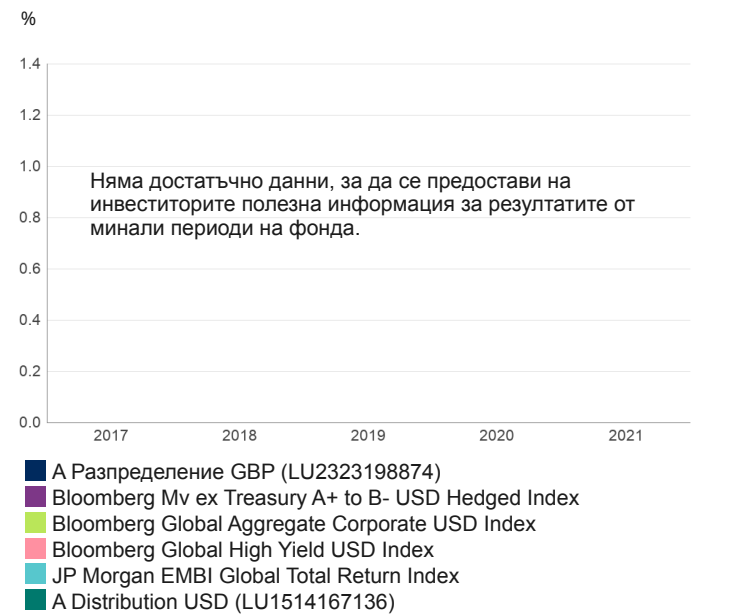 %
1.4
1.2
1.0
Няма достатъчно данни, за да се предостави на
инвеститорите полезна информация за резултатите от
0.8
минали периоди на фонда.
0.6
0.4
0.2
0.0
2017 2018 2019 2020 2021
А Разпределение GBP (LU2323198874)
Bloomberg Mv ex Treasury A+ to B- USD Hedged Index
Bloomberg Global Aggregate Corporate USD Index
Bloomberg Global High Yield USD Index
JP Morgan EMBI Global Total Return Index
A Distribution USD (LU1514167136)